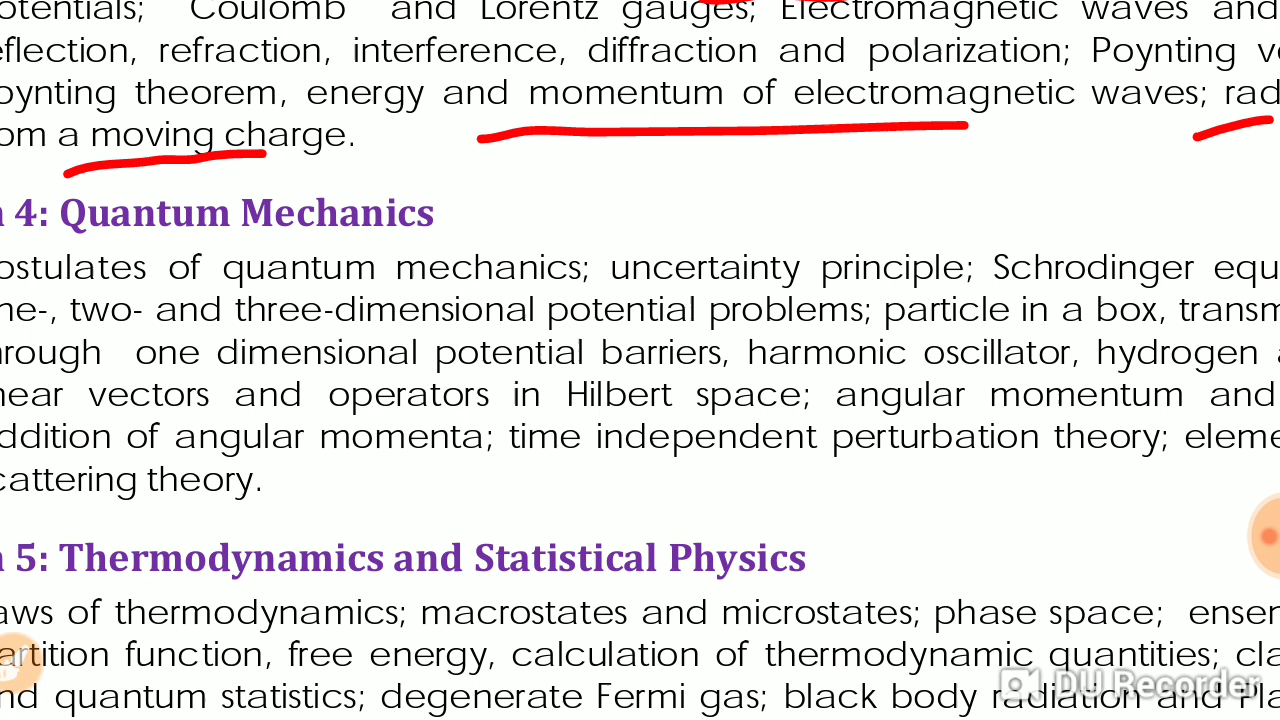 otentials; Coulomb and Lorentz gauges; Electromagnetic waves and
eflection, refraction, interference, diffraction and polarization; Poynting ve
oynting theorem, energy and momentum of electromagnetic waves; rad
om a moving charge.
n 4: Quantum Mechanics
ostulates of quantum mechanics; uncertainty principle; Schrodinger equ
ne-, two- and three-dimensional potential problems; particle in a box, transm
hrough one dimensional potential barriers, harmonic oscillator, hydrogen a
near vectors and operators in Hilbert space; angular momentum and
ddition of angular momenta; time independent perturbation theory; eleme
cattering theory.
n 5: Thermodynamics and Statistical Physics
aws of thermodynamics; macrostates and microstates; phase space; ensen
artition function, free energy, calculation of thermodynamic quantities; cla
nd quantum statistics; degenerate Fermi gas; black body radiation and Pla
DU Recorder